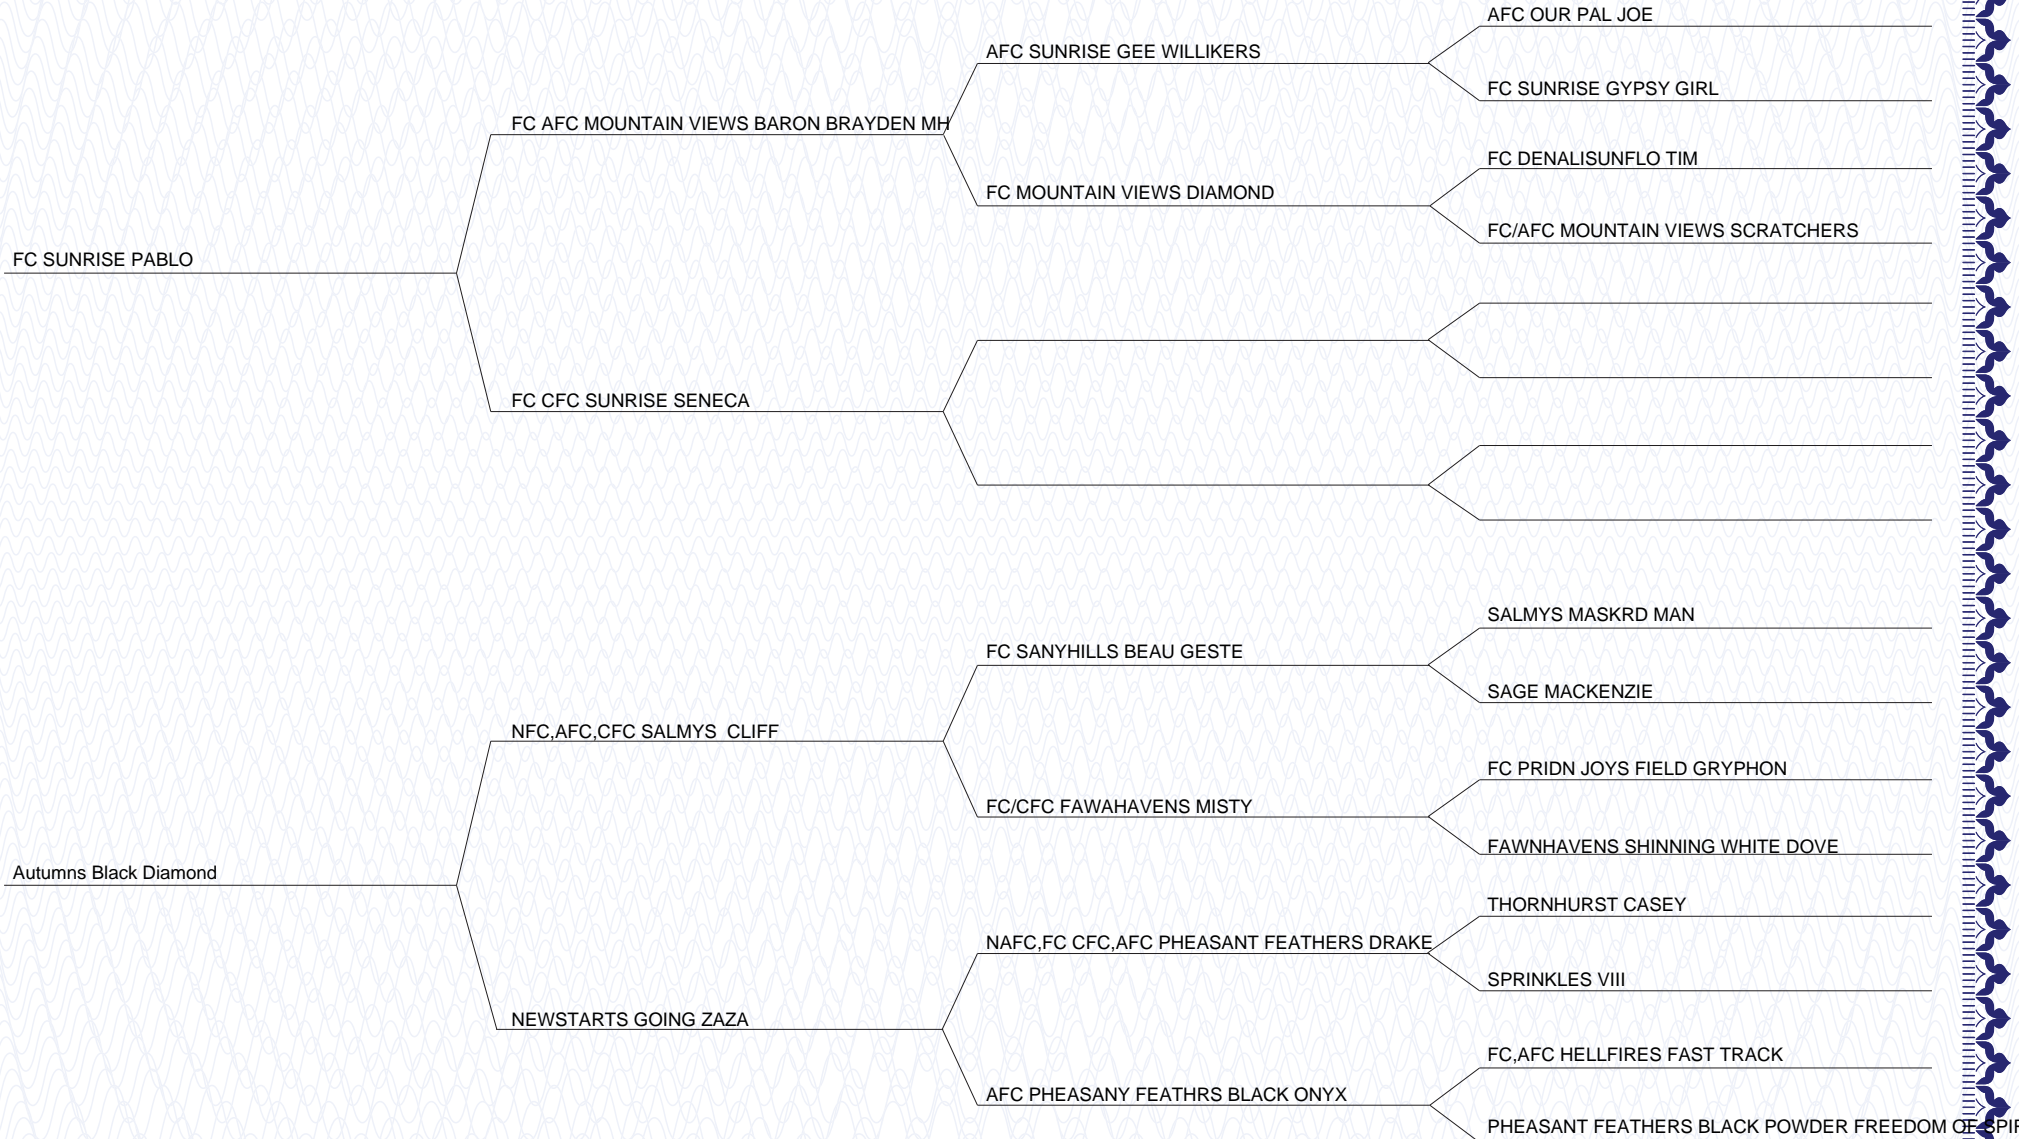 AFC OUR PAL JOE
AFC SUNRISE GEE WILLIKERS
FC SUNRISE GYPSY GIRL
FC AFC MOUNTAIN VIEWS BARON BRAYDEN MH
FC DENALISUNFLO TIM
FC MOUNTAIN VIEWS DIAMOND
FC/AFC MOUNTAIN VIEWS SCRATCHERS
FC SUNRISE PABLO
FC CFC SUNRISE SENECA
SALMYS MASKRD MAN
FC SANYHILLS BEAU GESTE
SAGE MACKENZIE
NFC,AFC,CFC SALMYS  CLIFF
FC PRIDN JOYS FIELD GRYPHON
FC/CFC FAWAHAVENS MISTY
FAWNHAVENS SHINNING WHITE DOVE
Autumns Black Diamond
THORNHURST CASEY
NAFC,FC CFC,AFC PHEASANT FEATHERS DRAKE
SPRINKLES VIII
NEWSTARTS GOING ZAZA
FC,AFC HELLFIRES FAST TRACK
AFC PHEASANY FEATHRS BLACK ONYX
PHEASANT FEATHERS BLACK POWDER FREEDOM OF